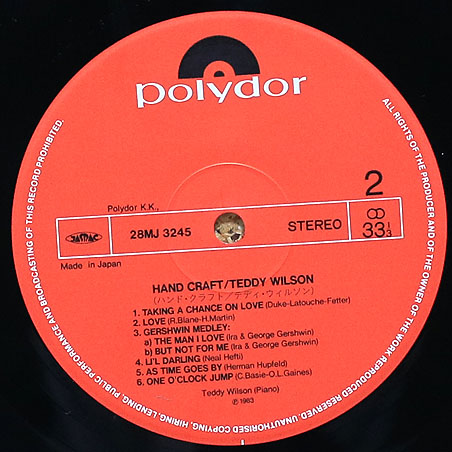 polydor
Polydor K.K.,
28MJ 3245
STEREO
2
33 1/3
JASRAC
Made in Japan
HAND CRAFT/TEDDY WILSON
(ハンド・クラフト/テディ・ウィルソン)
1. TAKING A CHANCE ON LOVE (Duke-Latouche-Fetter)
2. LOVE (R.Blane-H.Martin)
3. GERSHWIN MEDLEY:
a) THE MAN I LOVE (Ira & George Gershwin)
b) BUT NOT FOR ME (Ira & George Gershwin)
4. LI'L DARLING (Neal Hefti)
5. AS TIME GOES BY (Herman Hupfeld)
6. ONE O'CLOCK JUMP (C.Basie-O.L.Gaines)
Teddy Wilson (Piano)
℗ 1983
ALL RIGHTS OF THE PRODUCER AND OF THE OWNER OF THE WORK REPRODUCED RESERVED. UNAUTHORISED COPYING, HIRING, LENDING, PUBLIC PERFORMANCE AND BROADCASTING OF THIS RECORD PROHIBITED.